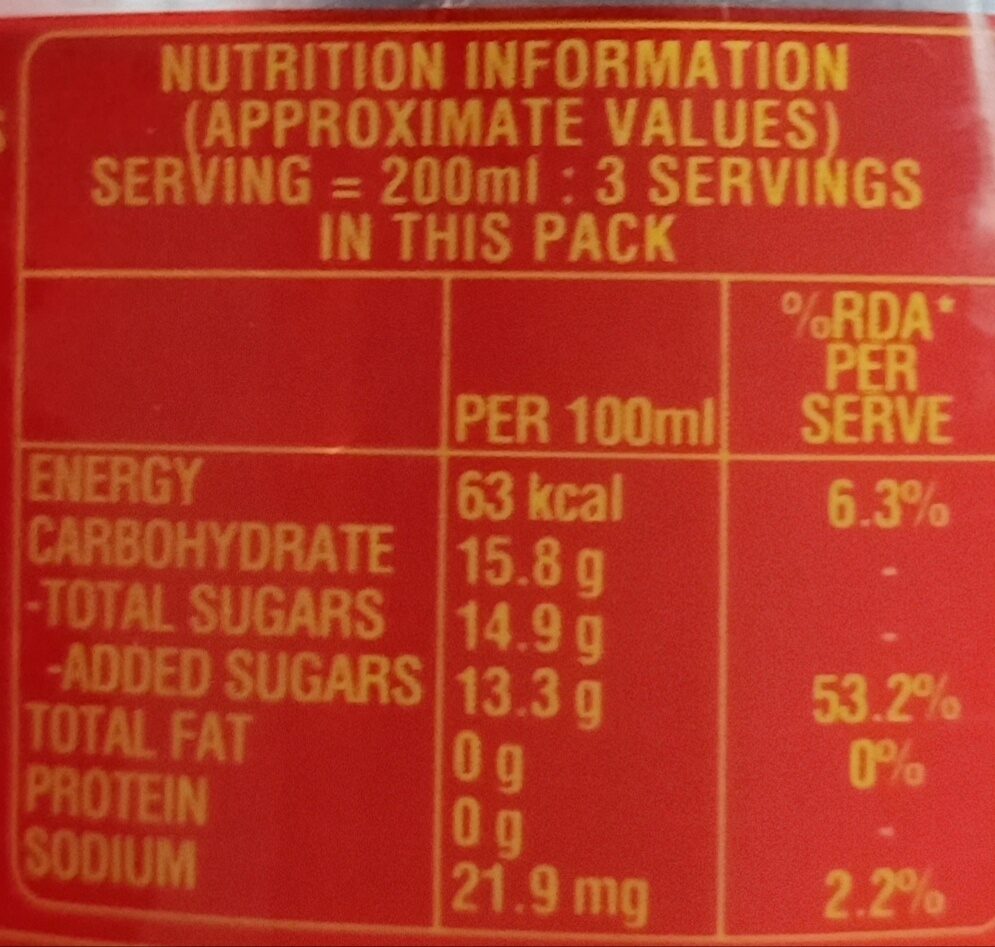 NUTRITION INFORMATION
(APPROXIMATE VALUES)
SERVING = 200ml : 3 SERVINGS
IN THIS PACK
%RDA*
PER
PER 100ml SERVE
ENERGY 63 kcal 6.3%
CARBOHYDRATE 15.8 g -
-TOTAL SUGARS 14.9 g -
-ADDED SUGARS 13.3 g 53.2%
TOTAL FAT 0 g 0%
PROTEIN 0 g -
SODIUM 21.9 mg 2.2%